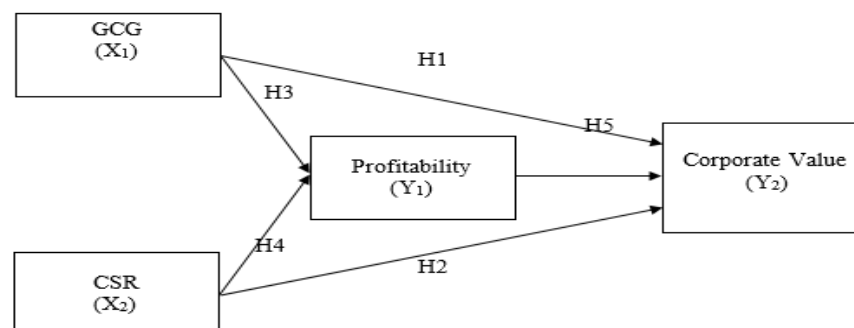 GCG
(X₁)
H1
H3
H5
Profitability
(Y₁)
Corporate Value
(Y₂)
H4
H2
CSR
(X₂)